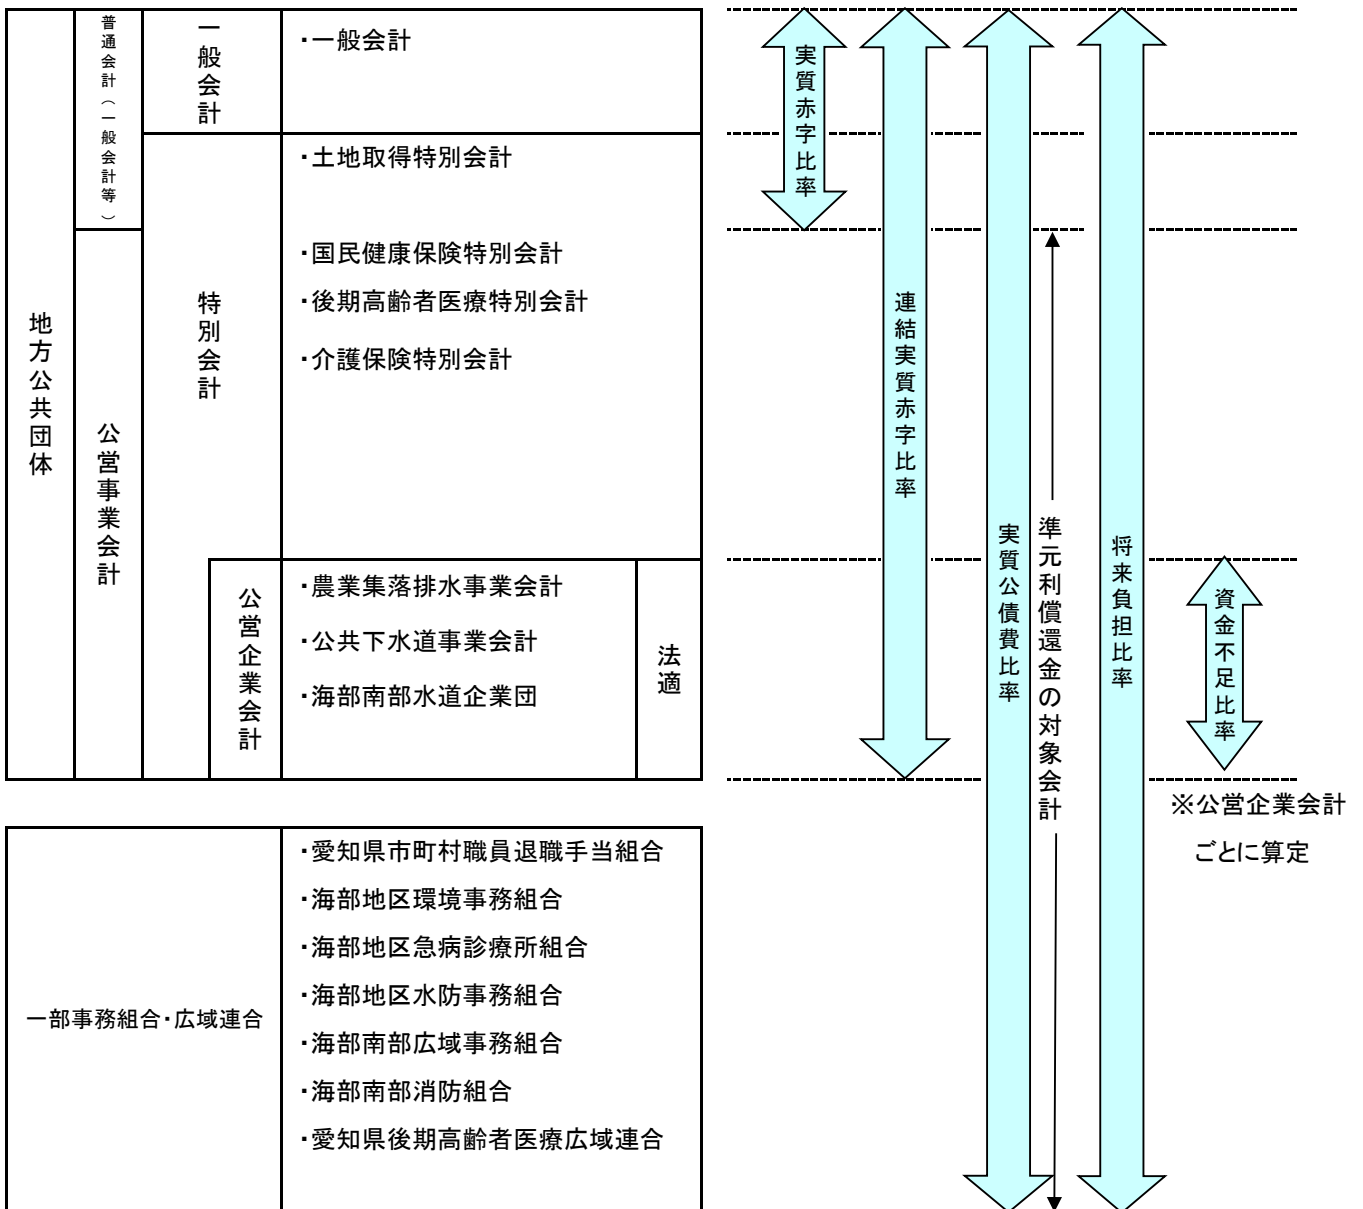 地方公共団体
普通会計（一般会計等）
公営事業会計
一般会計
・一般会計
特別会計
・土地取得特別会計
・国民健康保険特別会計
・後期高齢者医療特別会計
・介護保険特別会計
公営企業会計
・農業集落排水事業会計
・公共下水道事業会計
・海部南部水道企業団
法適
実質赤字比率
連結実質赤字比率
実質公債費比率
準元利償還金の対象会計
将来負担比率
資金不足比率
※公営企業会計
ごとに算定
一部事務組合・広域連合
・愛知県市町村職員退職手当組合
・海部地区環境事務組合
・海部地区急病診療所組合
・海部地区水防事務組合
・海部南部広域事務組合
・海部南部消防組合
・愛知県後期高齢者医療広域連合